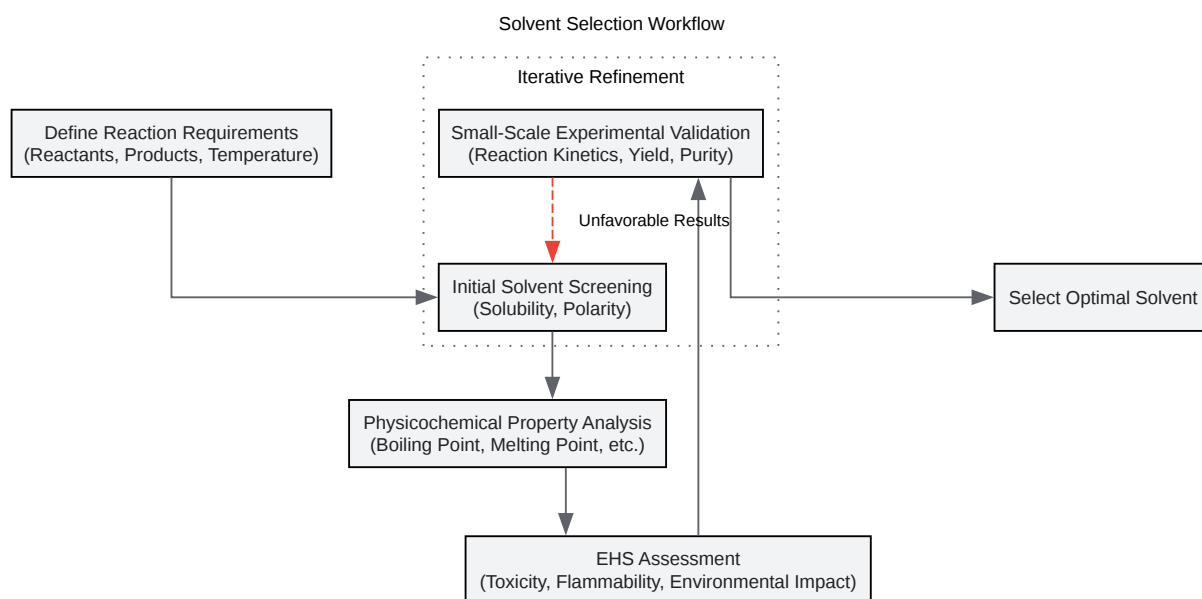 Solvent Selection Workflow
Iterative Refinement
Define Reaction Requirements
(Reactants, Products, Temperature)
Small-Scale Experimental Validation
(Reaction Kinetics, Yield, Purity)
Unfavorable Results
Initial Solvent Screening
(Solubility, Polarity)
Select Optimal Solvent
Physicochemical Property Analysis
(Boiling Point, Melting Point, etc.)
EHS Assessment
(Toxicity, Flammability, Environmental Impact)